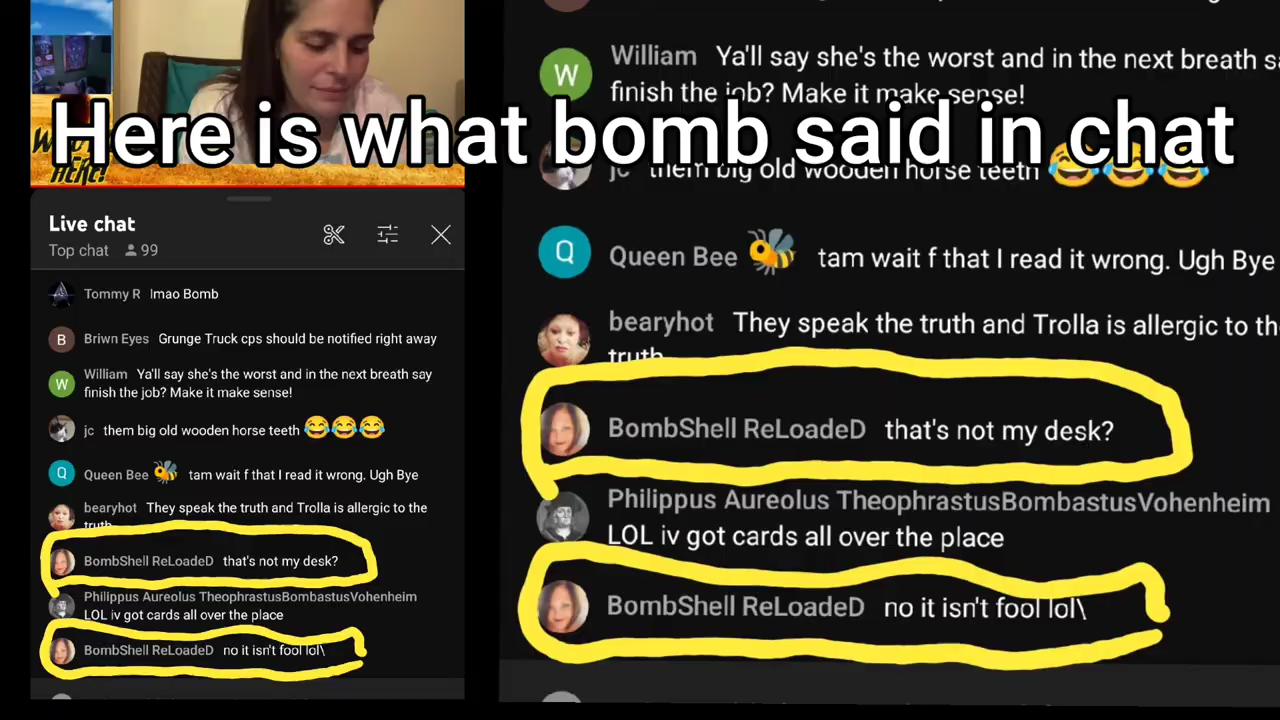 Here is what bomb said in chat
HERE!
Live chat
Top chat 99
Tommy R lmao Bomb
B Briwn Eyes Grunge Truck cps should be notified right away
W William Ya'll say she's the worst and in the next breath say
finish the job? Make it make sense!
jc them big old wooden horse teeth 😂😂😂
Q Queen Bee 🐝 tam wait f that I read it wrong. Ugh Bye
bearyhot They speak the truth and Trolla is allergic to the
truth
BombShell ReLoadeD that's not my desk?
Philippus Aureolus TheophrastusBombastusVohenheim
LOL iv got cards all over the place
BombShell ReLoadeD no it isn't fool lol\
W William Ya'll say she's the worst and in the next breath sa
finish the job? Make it make sense!
jc them big old wooden horse teeth 😂😂😂
Q Queen Bee 🐝 tam wait f that I read it wrong. Ugh Bye
bearyhot They speak the truth and Trolla is allergic to th
truth
BombShell ReLoadeD that's not my desk?
Philippus Aureolus TheophrastusBombastusVohenheim
LOL iv got cards all over the place
BombShell ReLoadeD no it isn't fool lol\